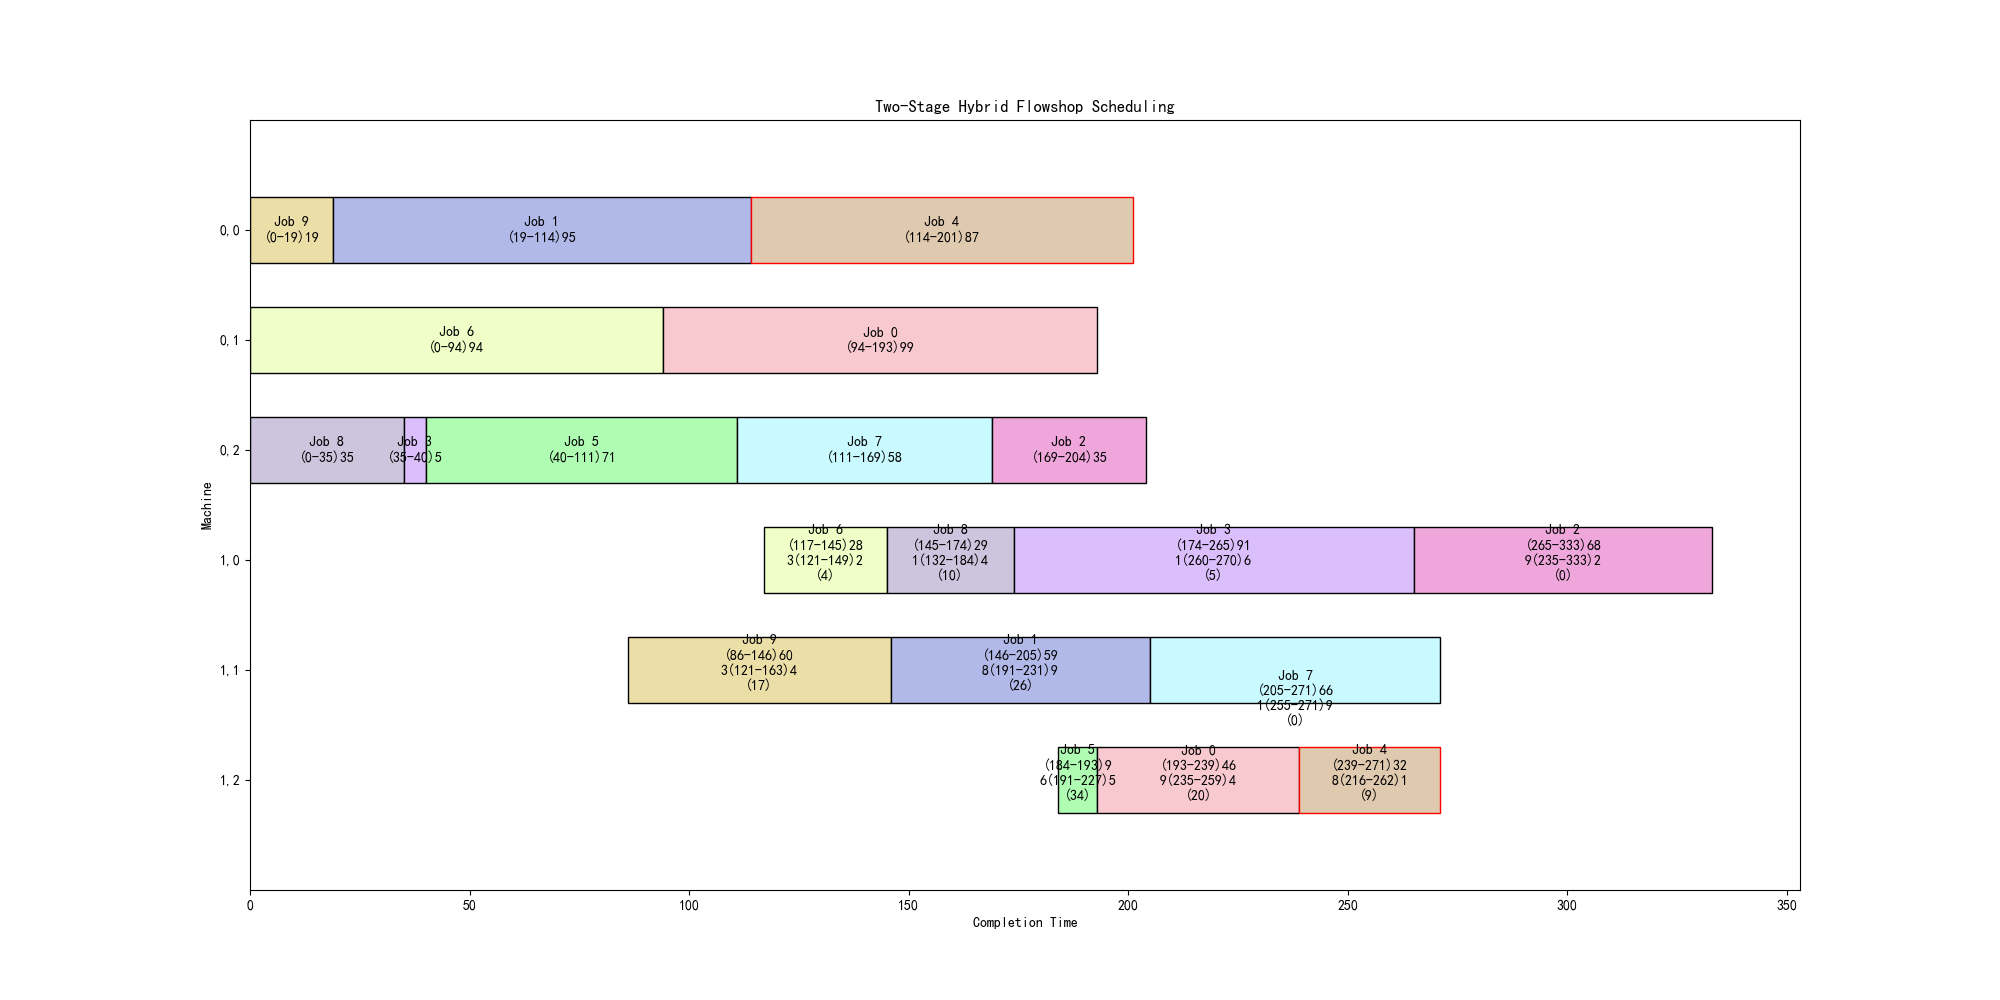 Two-Stage Hybrid Flowshop Scheduling
Machine
0,0
Job 9
(0-19)19
Job 1
(19-114)95
Job 4
(114-201)87
0,1
Job 6
(0-94)94
Job 0
(94-193)99
0,2
Job 8
(0-35)35
Job 3
(35-40)5
Job 5
(40-111)71
Job 7
(111-169)58
Job 2
(169-204)35
1,0
Job 6
(117-145)28
3(121-149)2
(4)
Job 8
(145-174)29
1(132-184)4
(10)
Job 3
(174-265)91
1(260-270)6
(5)
Job 2
(265-333)68
9(235-333)2
(0)
1,1
Job 9
(86-146)60
3(121-163)4
(17)
Job 1
(146-205)59
8(191-231)9
(26)
Job 7
(205-271)66
1(255-271)9
(0)
1,2
Job 5
(184-193)9
6(191-227)5
(34)
Job 0
(193-239)46
9(235-259)4
(20)
Job 4
(239-271)32
8(216-262)1
(9)
0
50
100
150
200
250
300
350
Completion Time